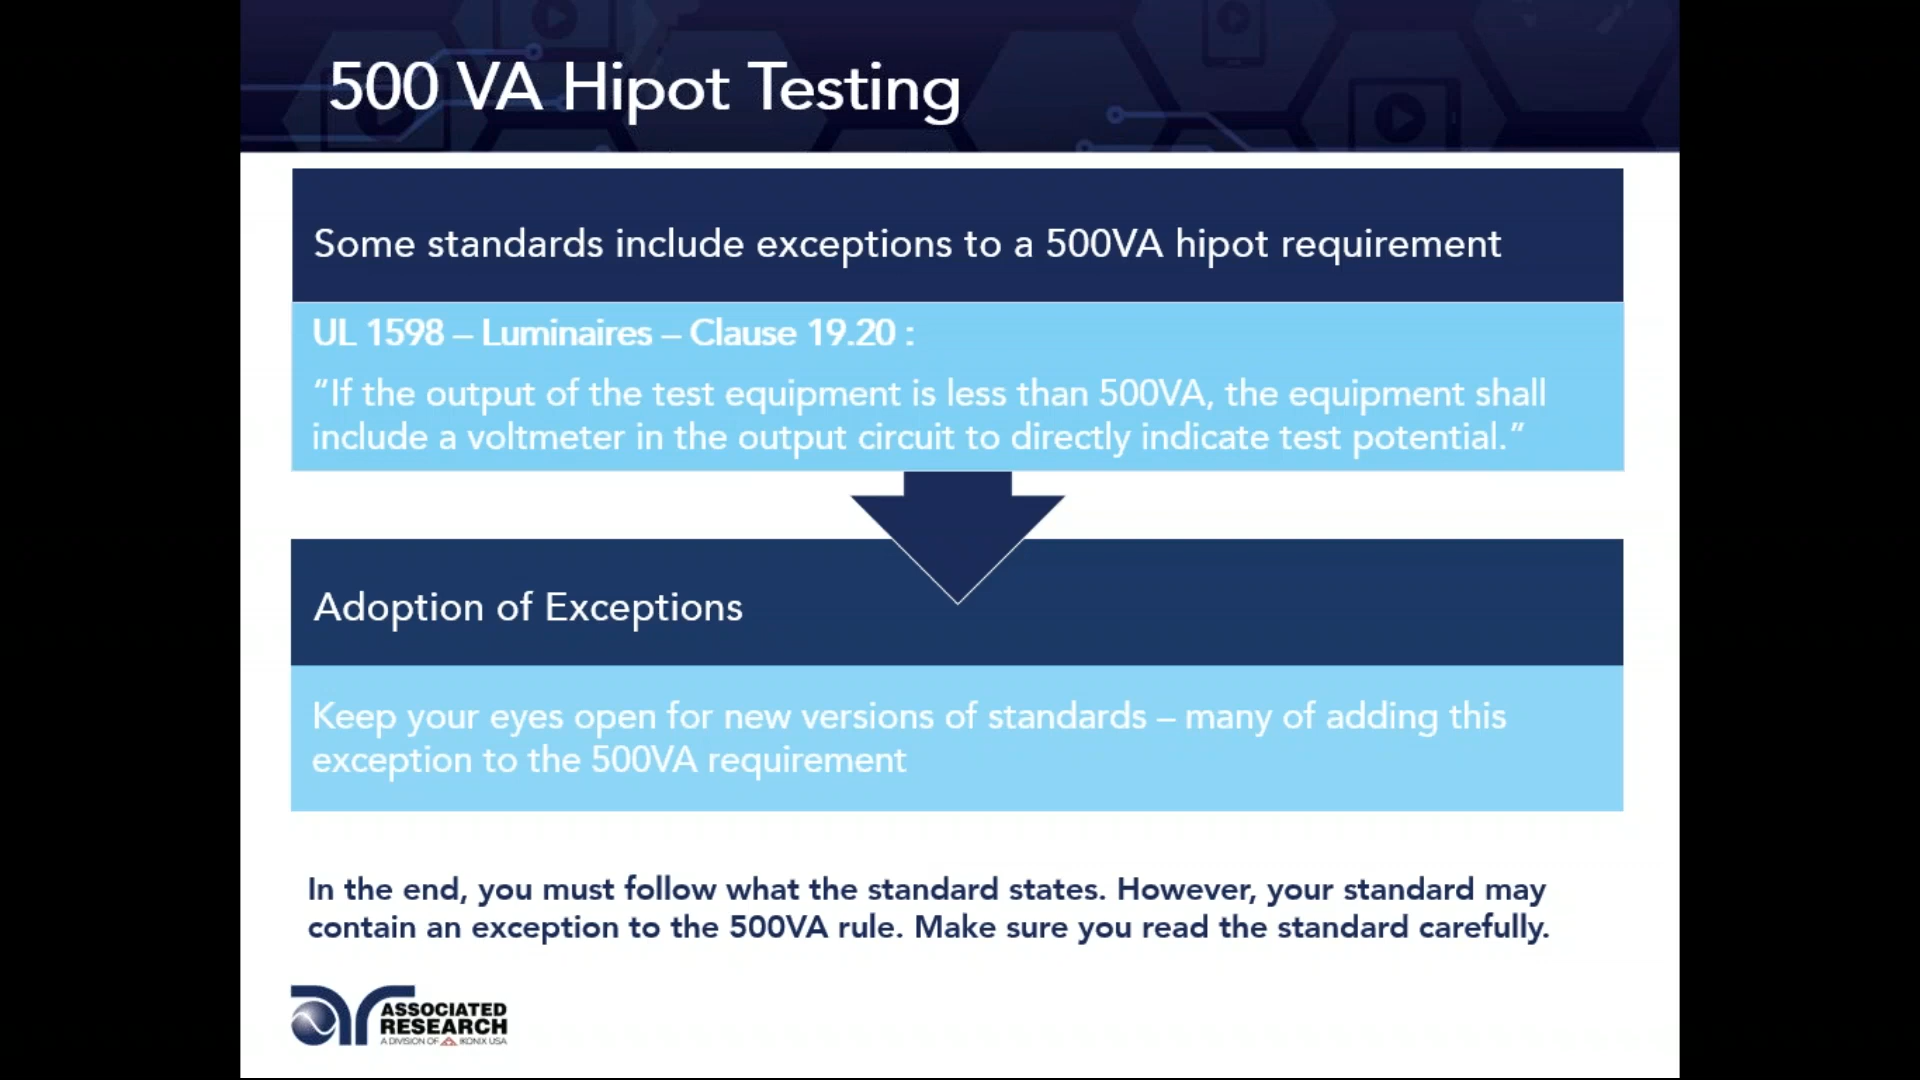 500 VA Hipot Testing
Some standards include exceptions to a 500VA hipot requirement
UL 1598 – Luminaires – Clause 19.20 :
“If the output of the test equipment is less than 500VA, the equipment shall
include a voltmeter in the output circuit to directly indicate test potential.”
Adoption of Exceptions
Keep your eyes open for new versions of standards – many of adding this
exception to the 500VA requirement
In the end, you must follow what the standard states. However, your standard may
contain an exception to the 500VA rule. Make sure you read the standard carefully.
ar
ASSOCIATED
RESEARCH
A DIVISION OF IKONIX USA